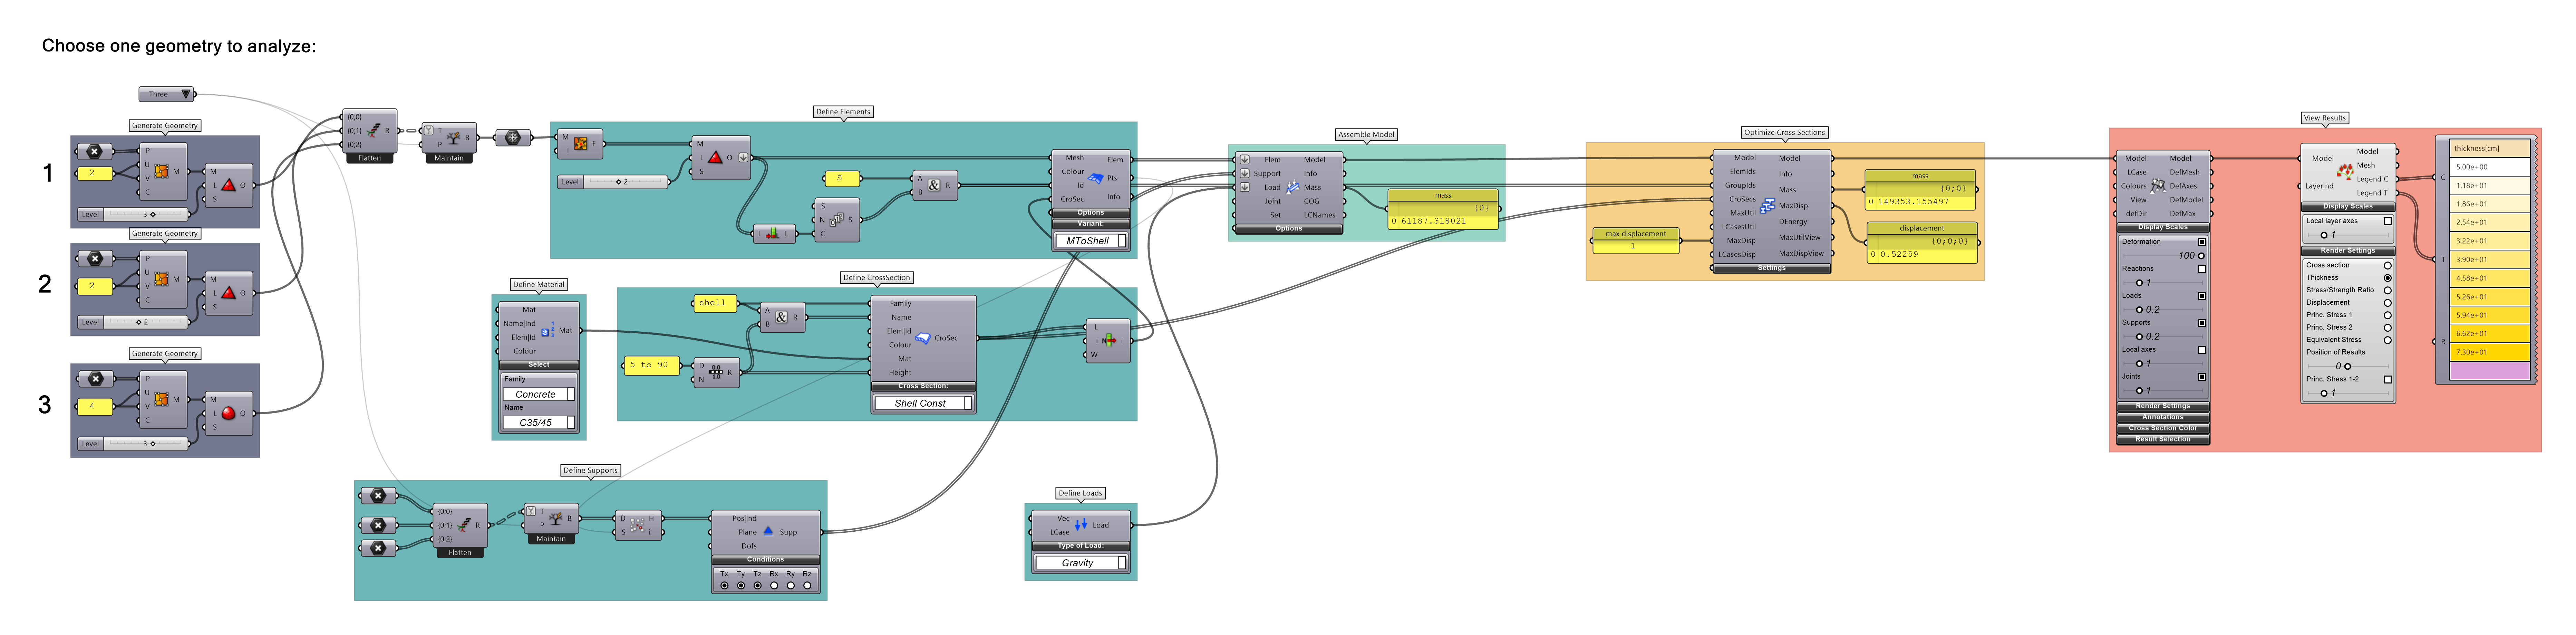 Choose one geometry to analyze:
Three
Generate Geometry
1
2
P
U
V
C
M
M
L
S
O
Level
3
Generate Geometry
2
2
P
U
V
C
M
M
L
S
O
Level
2
Generate Geometry
3
4
P
U
V
C
M
M
L
S
O
Level
3
{0;0}
{0;1}
{0;2}
R
Flatten
T
P
B
Maintain
Define Elements
M
I
F
Level
2
M
L
S
O
L
L
S
S
N
C
S
A
B
R
Mesh
Colour
Id
CroSec
Elem
Pts
Info
Options
Variant:
MToShell
Define Material
Mat
Name|Ind
Elem|Id
Colour
Mat
Select
Family
Concrete
Name
C35/45
Define CrossSection
shell
5 to 90
D
N
R
A
B
R
Family
Name
Elem|Id
Colour
Mat
Height
CroSec
Cross Section:
Shell Const
L
i
W
N
i
Define Supports
{0;0}
{0;1}
{0;2}
R
Flatten
T
P
B
Maintain
D
S
H
i
Pos|Ind
Plane
Dofs
Supp
Conditions
Tx Ty Tz Rx Ry Rz
Define Loads
Vec
LCase
Load
Type of Load:
Gravity
Assemble Model
Elem
Support
Load
Joint
Set
Model
Info
Mass
COG
LCNames
Options
mass
{0}
0 61187.318021
Optimize Cross Sections
max displacement
1
Model
ElemIds
GroupIds
CroSecs
MaxUtil
LCasesUtil
MaxDisp
LCasesDisp
Model
Info
Mass
MaxDisp
DEnergy
MaxUtilView
MaxDispView
Settings
mass
{0;0}
0 149353.155497
displacement
{0;0;0}
0 0.52259
View Results
Model
LCase
Colours
View
defDir
Model
DefMesh
DefAxes
DefModel
DefMax
Display Scales
Deformation
100
Reactions
1
Loads
0.2
Supports
0.2
Local axes
1
Joints
1
Render Settings
Annotations
Cross Section Color
Result Selection
Model
LayerInd
Model
Mesh
Legend C
Legend T
Display Scales
Local layer axes
1
Render Settings
Cross section
Thickness
Stress/Strength Ratio
Displacement
Princ. Stress 1
Princ. Stress 2
Equivalent Stress
Position of Results
0
Princ. Stress 1-2
1
C
T
R
thickness[cm]
5.00e+00
1.18e+01
1.86e+01
2.54e+01
3.22e+01
3.90e+01
4.58e+01
5.26e+01
5.94e+01
6.62e+01
7.30e+01